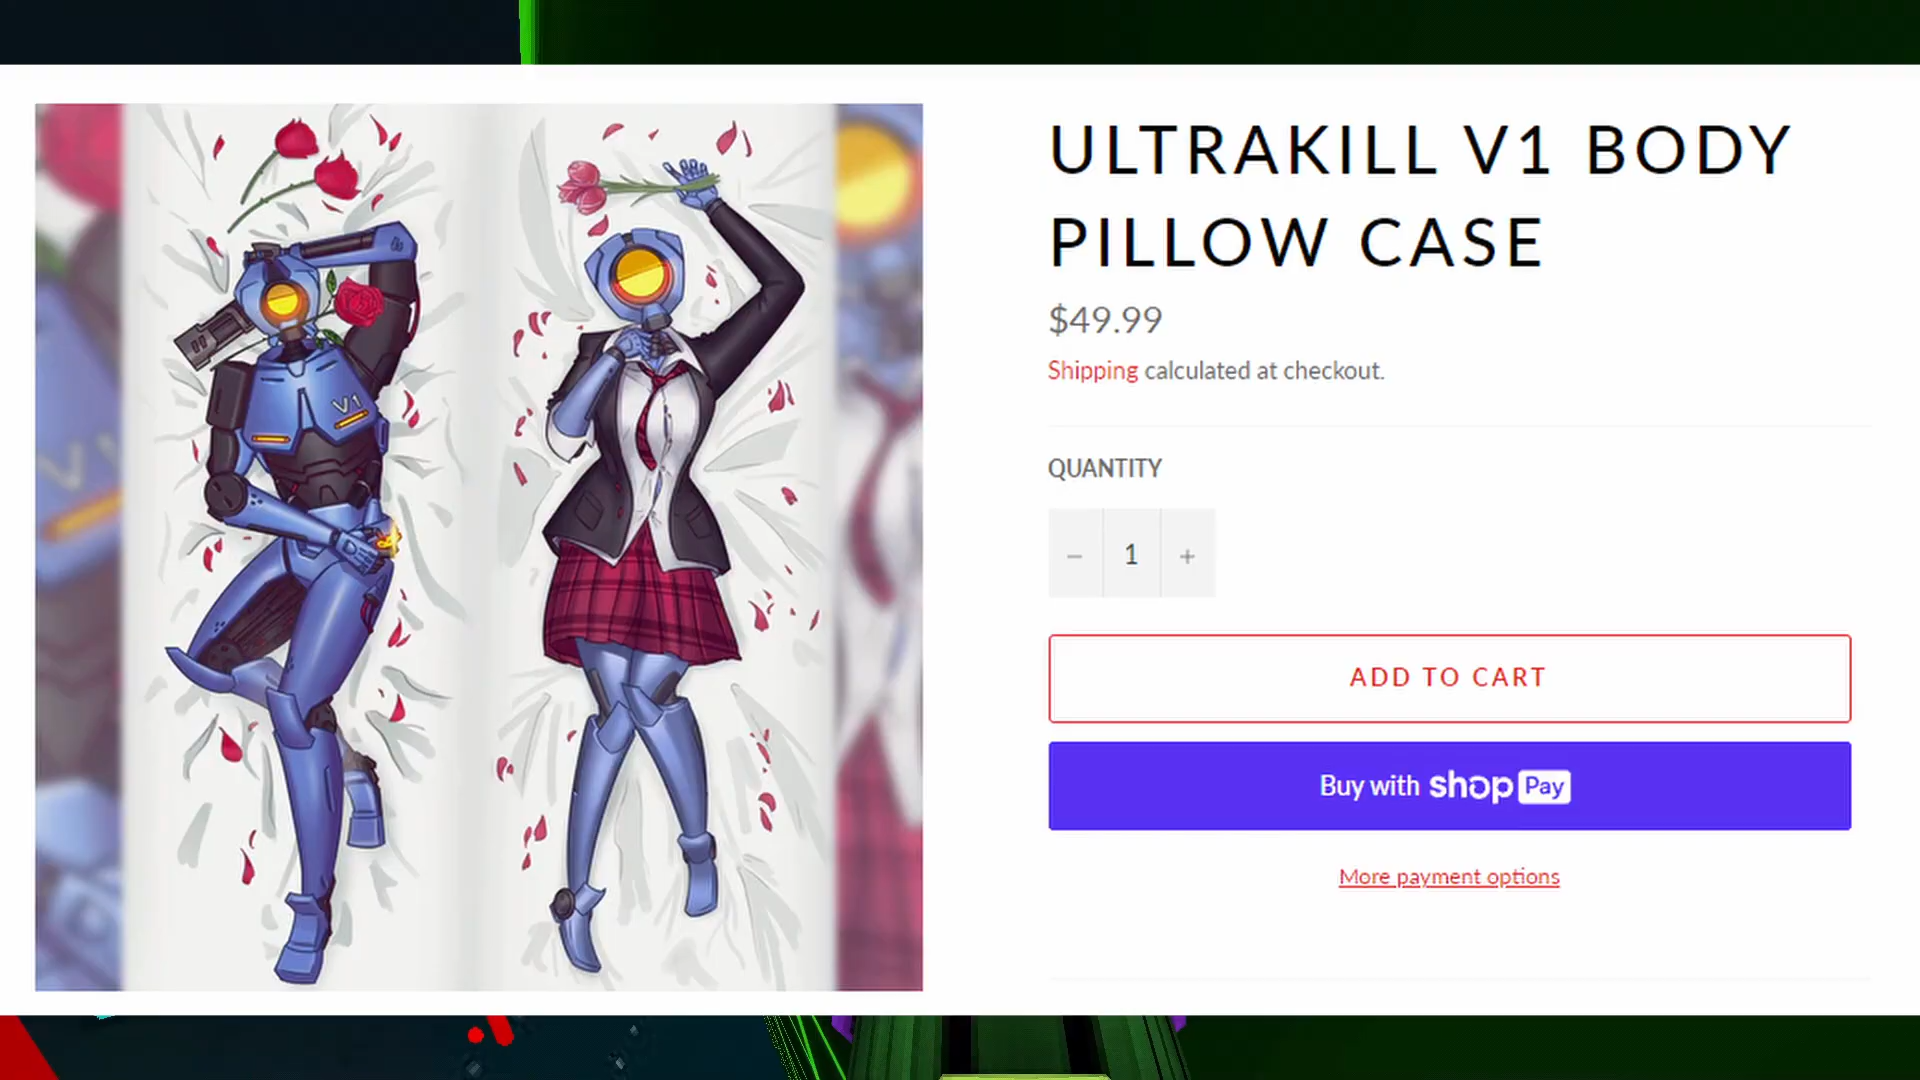 V1
ULTRAKILL V1 BODY
PILLOW CASE
$49.99
Shipping calculated at checkout.
QUANTITY
− 1 +
ADD TO CART
Buy with shop Pay
More payment options